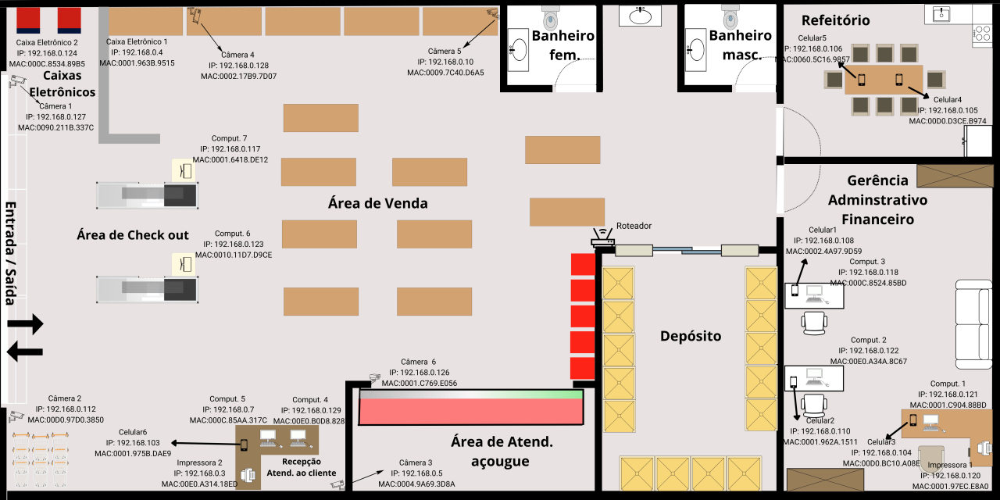 Caixa Eletrônico 2
IP: 192.168.0.124
MAC:000C.8534.89B5
Caixas
Eletrônicos
Câmera 1
IP: 192.168.0.127
MAC:0090.211B.337C
Caixa Eletrônico 1
IP: 192.168.0.4
MAC:0001.963B.9515
Câmera 4
IP: 192.168.0.128
MAC:0002.17B9.7D07
Câmera 5
IP: 192.168.0.10
MAC:0009.7C40.D6A5
Banheiro
fem.
Banheiro
masc.
Refeitório
Celular5
IP: 192.168.0.106
MAC:0060.5C16.9857
Celular4
IP: 192.168.0.105
MAC:00D0.D3CE.B974
Comput. 7
IP: 192.168.0.117
MAC:0001.6418.DE12
Área de Venda
Área de Check out
Comput. 6
IP: 192.168.0.123
MAC:0010.11D7.D9CE
Entrada / Saída
Roteador
Gerência
Adminstrativo
Financeiro
Celular1
IP: 192.168.0.108
MAC:0002.4A97.9D59
Comput. 3
IP: 192.168.0.118
MAC:000C.8524.85BD
Depósito
Comput. 2
IP: 192.168.0.122
MAC:00E0.A34A.8C67
Câmera 6
IP: 192.168.0.126
MAC:0001.C769.E056
Comput. 1
IP: 192.168.0.121
MAC:0001.C904.88BD
Câmera 2
IP: 192.168.0.112
MAC:00D0.97D0.3850
Comput. 5
IP: 192.168.0.7
MAC:000C.85AA.317C
Comput. 4
IP: 192.168.0.129
MAC:00E0.B0D8.828
Celular6
IP: 192.168.103
MAC:0001.975B.DAE9
Celular2
IP: 192.168.0.110
MAC:0001.962A.1511
Celular3
IP: 192.168.0.104
MAC:00D0.BC10.A08E
Área de Atend.
açougue
Impressora 2
IP: 192.168.0.3
MAC:00E0.A314.18ED
Recepção
Atend. ao cliente
Câmera 3
IP: 192.168.0.5
MAC:0004.9A69.3D8A
Impressora 1
IP: 192.168.0.120
MAC:0001.97EC.E8A0